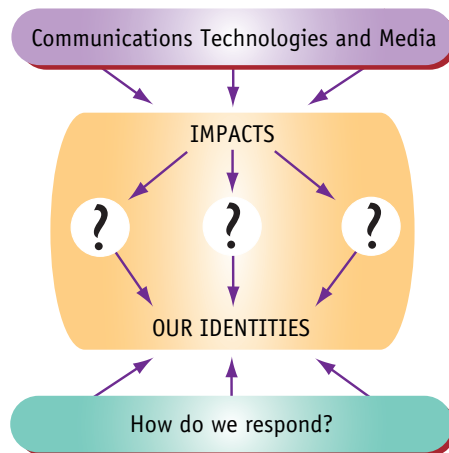 Communications Technologies and Media
IMPACTS
? ? ?
OUR IDENTITIES
How do we respond?